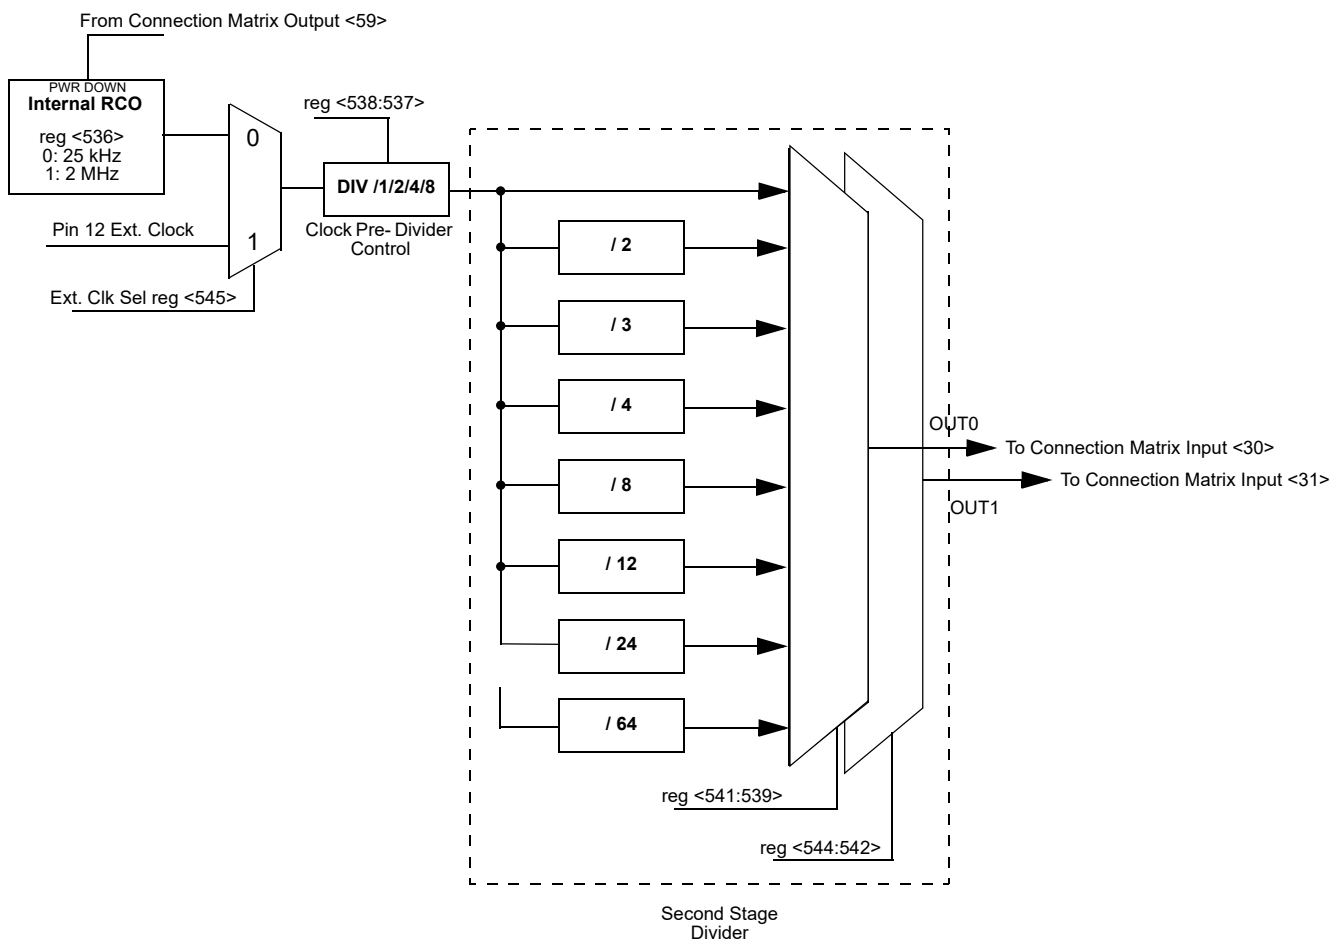 From Connection Matrix Output <59>
PWR DOWN
Internal RCO
reg <536>
0: 25 kHz
1: 2 MHz
0
1
Pin 12 Ext. Clock
Ext. Clk Sel reg <545>
reg <538:537>
DIV /1/2/4/8
Clock Pre- Divider
Control
/ 2
/ 3
/ 4
/ 8
/ 12
/ 24
/ 64
OUT0
To Connection Matrix Input <30>
To Connection Matrix Input <31>
OUT1
reg <541:539>
reg <544:542>
Second Stage
Divider